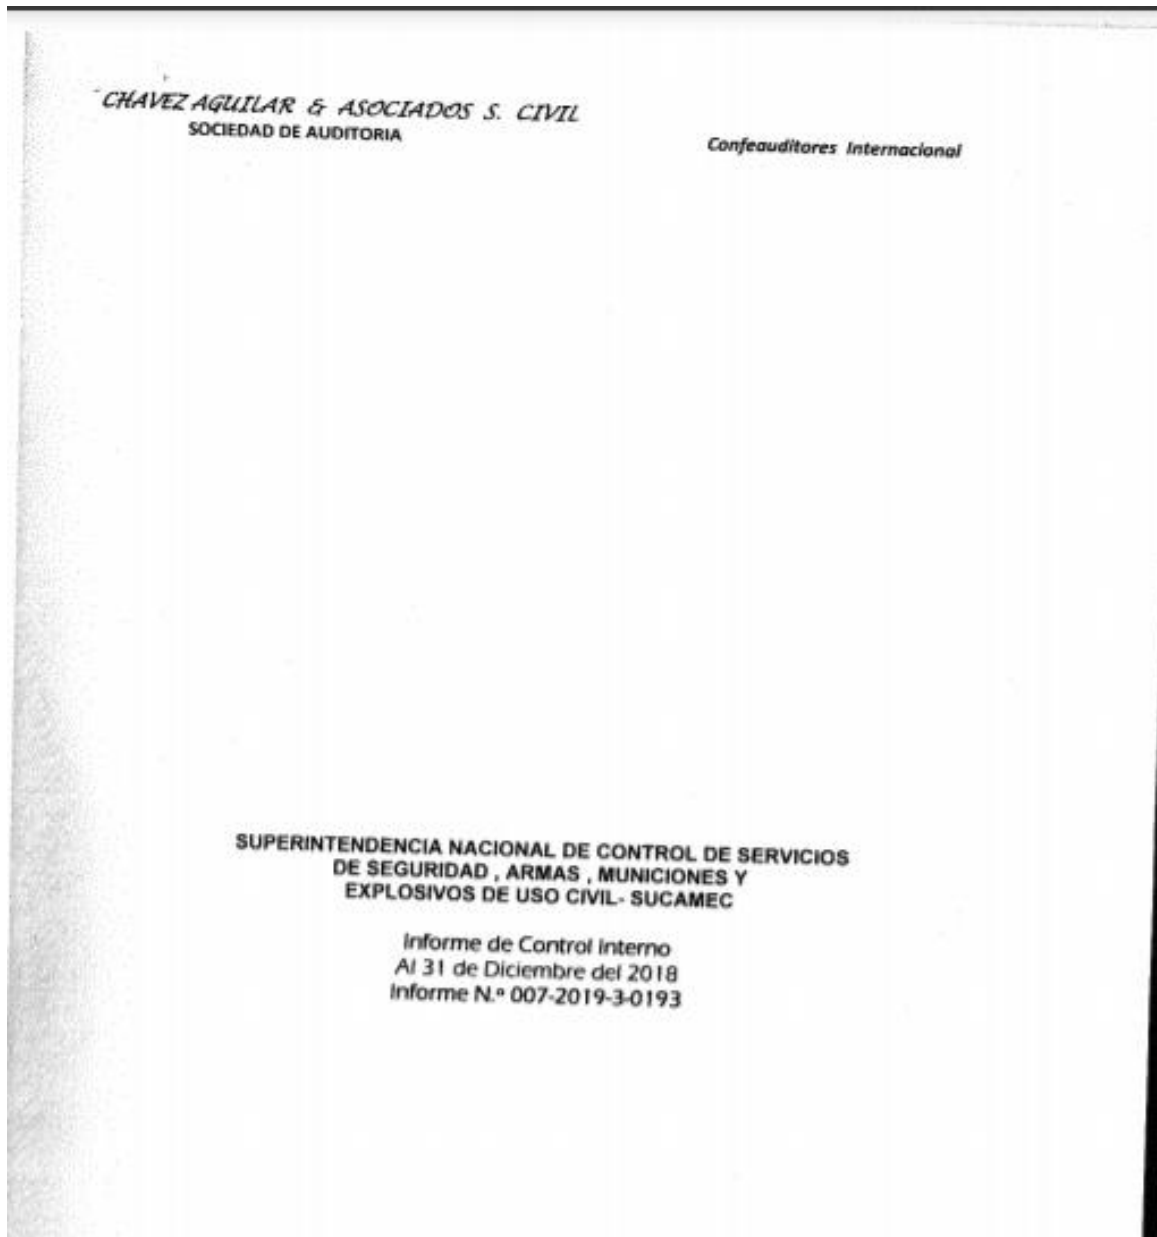 CHAVEZ AGUILAR & ASOCIADOS S. CIVIL
SOCIEDAD DE AUDITORIA
Confeauditores Internacional
SUPERINTENDENCIA NACIONAL DE CONTROL DE SERVICIOS
DE SEGURIDAD , ARMAS , MUNICIONES Y
EXPLOSIVOS DE USO CIVIL- SUCAMEC
Informe de Control Interno
Al 31 de Diciembre del 2018
Informe N.º 007-2019-3-0193